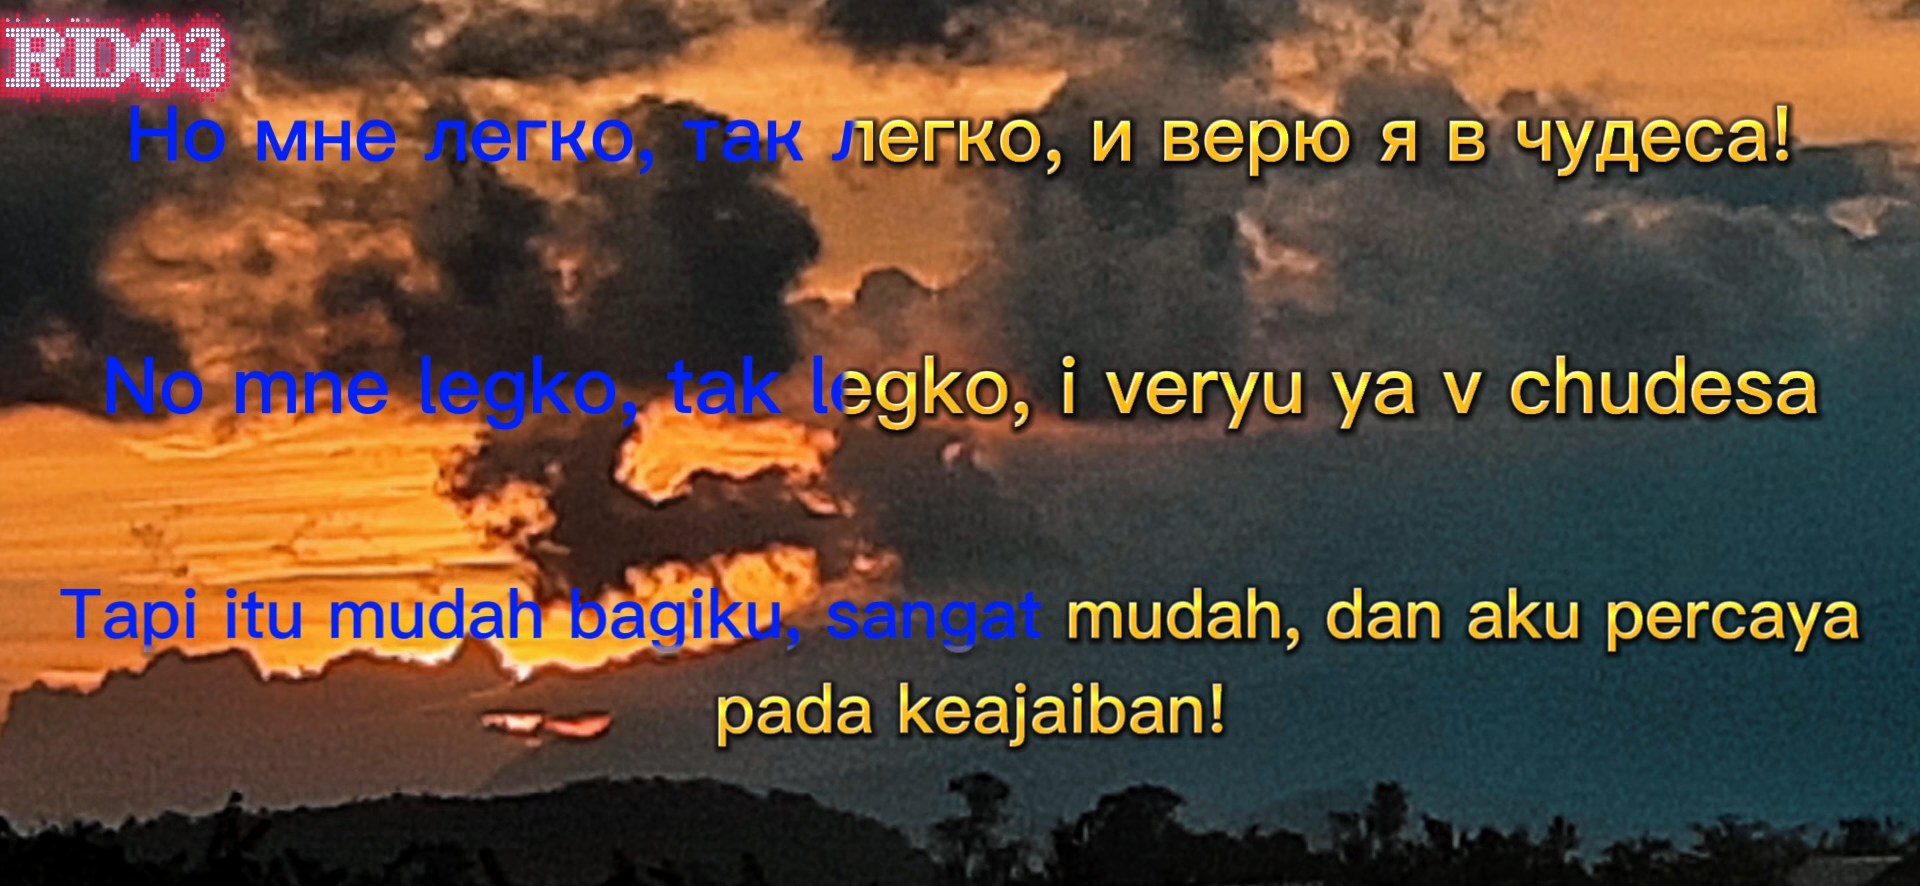 RD03
Но мне легко, так легко, и верю я в чудеса!
No mne legko, tak legko, i veryu ya v chudesa
Tapi itu mudah bagiku, sangat mudah, dan aku percaya
pada keajaiban!